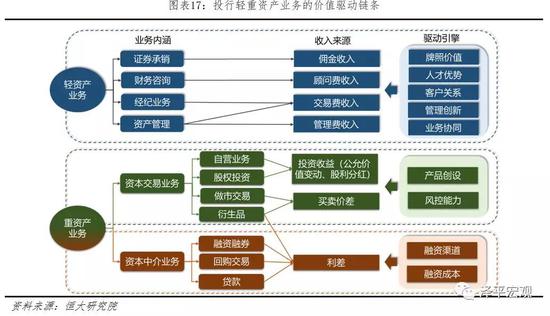 图表17：投行轻重资产业务的价值驱动链条
业务内涵
收入来源
驱动引擎
轻资产
业务
证券承销
财务咨询
经纪业务
资产管理
佣金收入
顾问费收入
交易费收入
管理费收入
牌照价值
人才优势
客户关系
管理创新
业务协同
重资产
业务
资本交易业务
自营业务
股权投资
做市交易
衍生品
投资收益（公允价
值变动、股利分红）
买卖价差
产品创设
风控能力
资本中介业务
融资融券
回购交易
贷款
利差
融资渠道
融资成本
资料来源：恒大研究院
泽平宏观